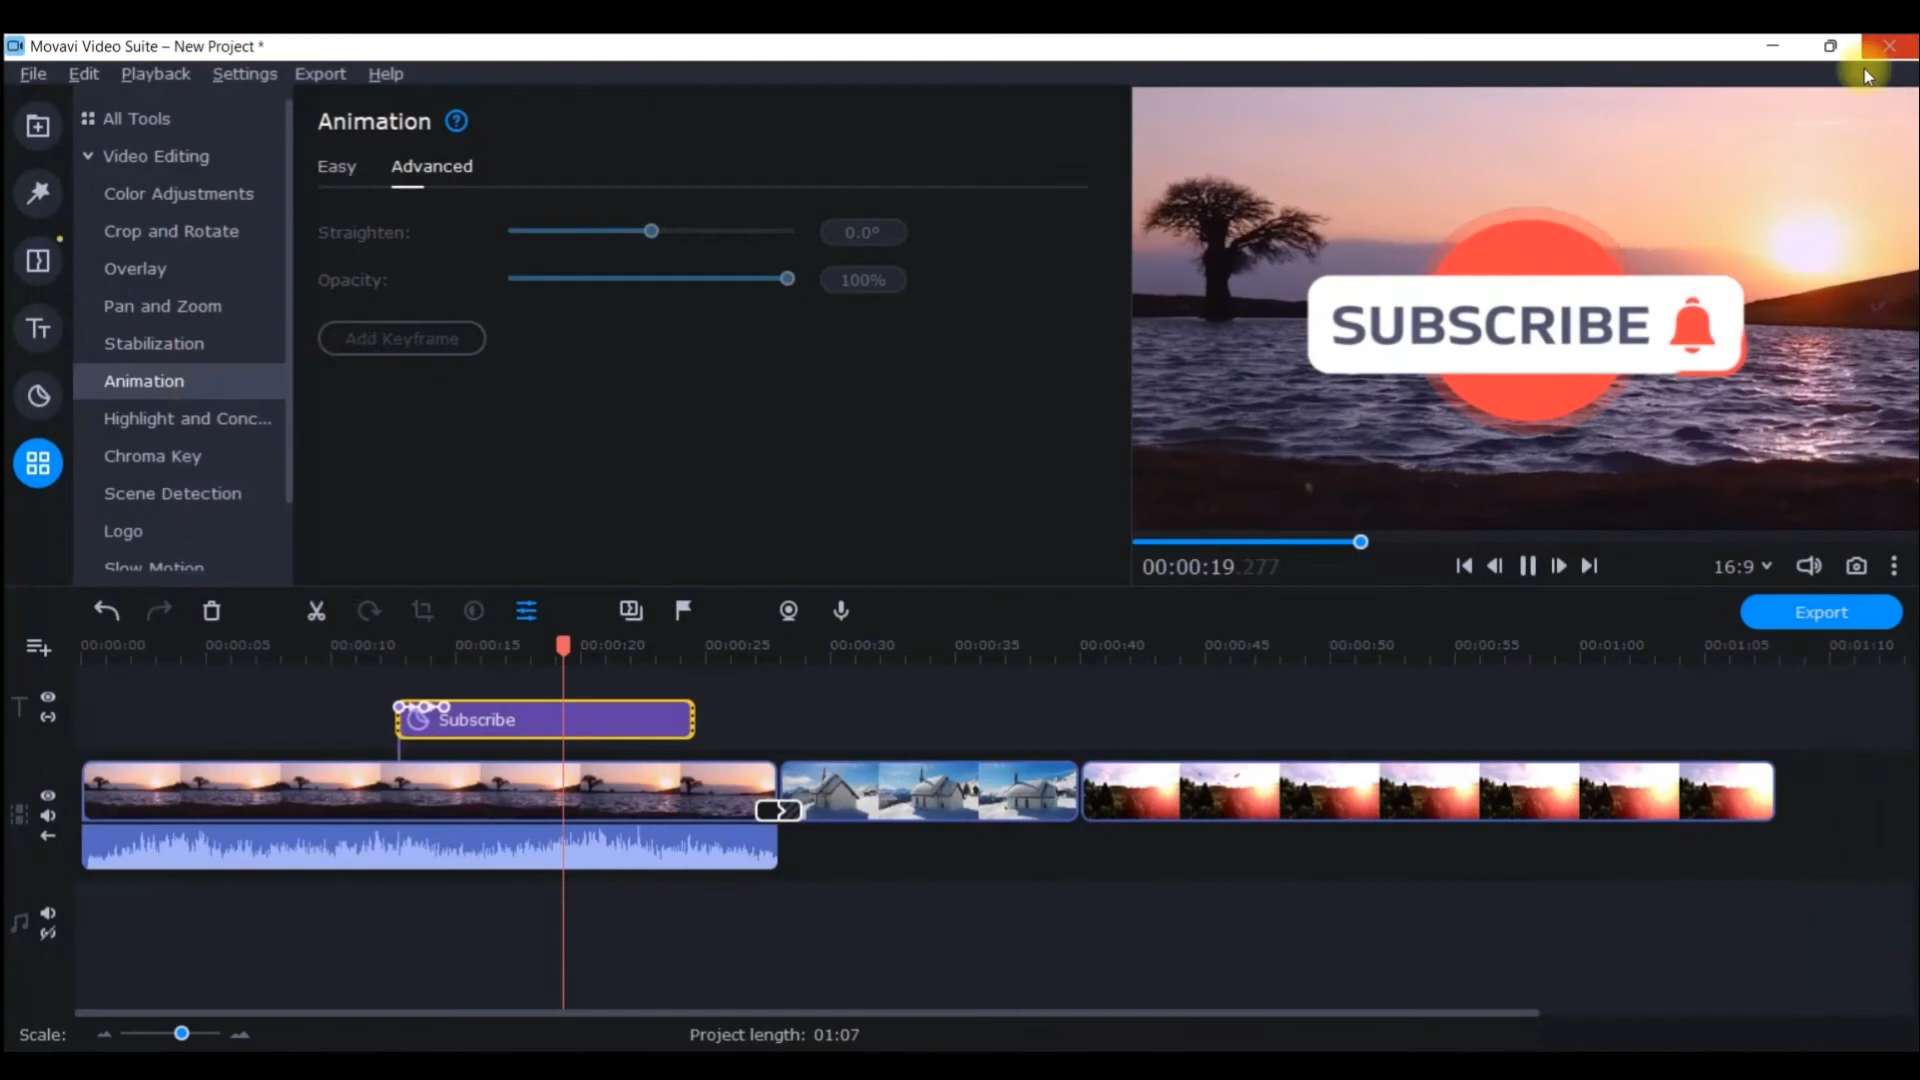 Movavi Video Suite – New Project *
File Edit Playback Settings Export Help
All Tools
Video Editing
Color Adjustments
Crop and Rotate
Overlay
Pan and Zoom
Stabilization
Animation
Highlight and Conc...
Chroma Key
Scene Detection
Logo
Slow Motion
Animation ?
Easy Advanced
Straighten: 0.0°
Opacity: 100%
Add Keyframe
SUBSCRIBE
00:00:19.277
16:9
Export
00:00:00 00:00:05 00:00:10 00:00:15 00:00:20 00:00:25 00:00:30 00:00:35 00:00:40 00:00:45 00:00:50 00:00:55 00:01:00 00:01:05 00:01:10
Subscribe
Scale:
Project length: 01:07